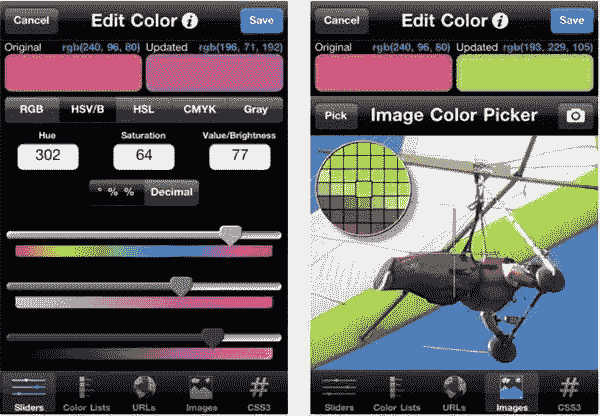 Cancel Edit Color i Save
Original rgb(240, 96, 80) Updated rgb(196, 71, 192)
RGB HSV/B HSL CMYK Gray
Hue Saturation Value/Brightness
302 64 77
° % % Decimal
Sliders Color Lists URLs Images # CSS3
Cancel Edit Color i Save
Original rgb(240, 96, 80) Updated rgb(193, 229, 105)
Pick Image Color Picker
Sliders Color Lists URLs Images # CSS3